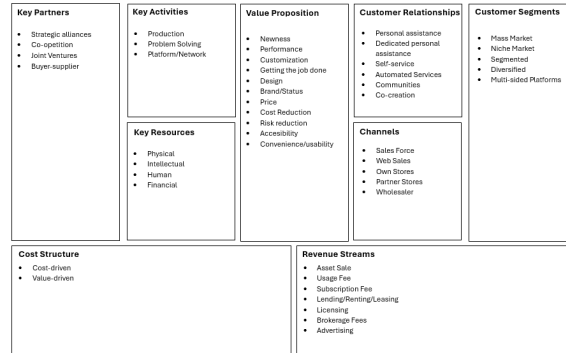 Key Partners
Strategic alliances
Co-opetition
Joint Ventures
Buyer-supplier
Key Activities
Production
Problem Solving
Platform/Network
Key Resources
Physical
Intellectual
Human
Financial
Value Proposition
Newness
Performance
Customization
Getting the job done
Design
Brand/Status
Price
Cost Reduction
Risk reduction
Accesibility
Convenience/usability
Customer Relationships
Personal assistance
Dedicated personal
assistance
Self-service
Automated Services
Communities
Co-creation
Channels
Sales Force
Web Sales
Own Stores
Partner Stores
Wholesaler
Customer Segments
Mass Market
Niche Market
Segmented
Diversified
Multi-sided Platforms
Cost Structure
Cost-driven
Value-driven
Revenue Streams
Asset Sale
Usage Fee
Subscription Fee
Lending/Renting/Leasing
Licensing
Brokerage Fees
Advertising